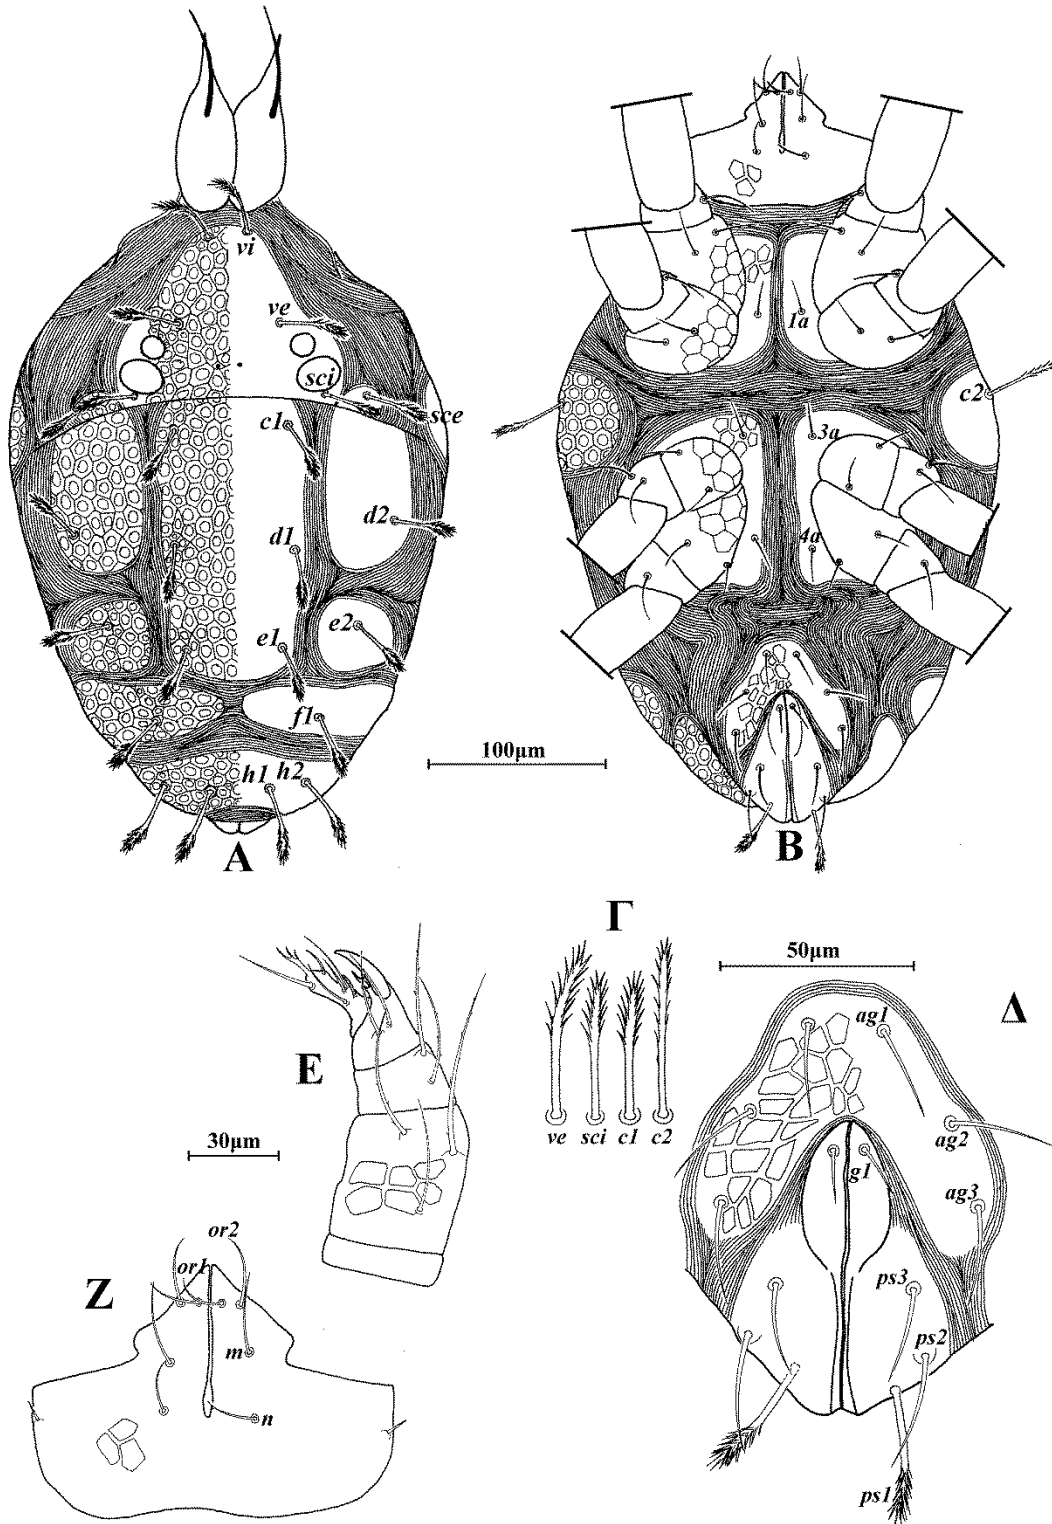 vi
ve
sci
sce
c1
d2
d1
e2
e1
f1
h1 h2
A
100μm
1a
c2
3a
4a
B
Γ
ve sci c1 c2
50μm
Δ
ag1
ag2
g1
ag3
ps3
ps2
ps1
E
30μm
or2
or1
Z
m
n